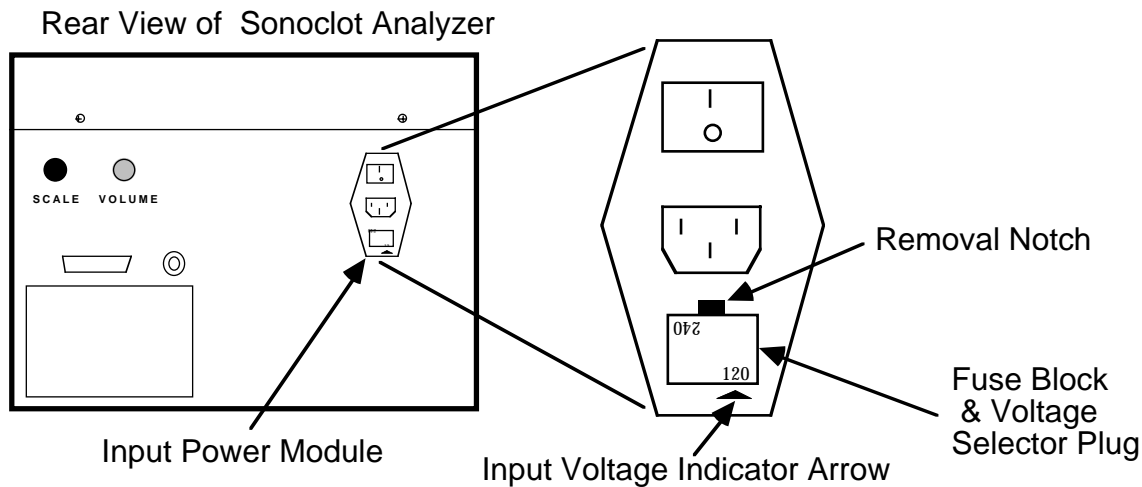 Rear View of Sonoclot Analyzer
SCALE VOLUME
Removal Notch
240
120
Fuse Block
& Voltage
Selector Plug
Input Power Module
Input Voltage Indicator Arrow